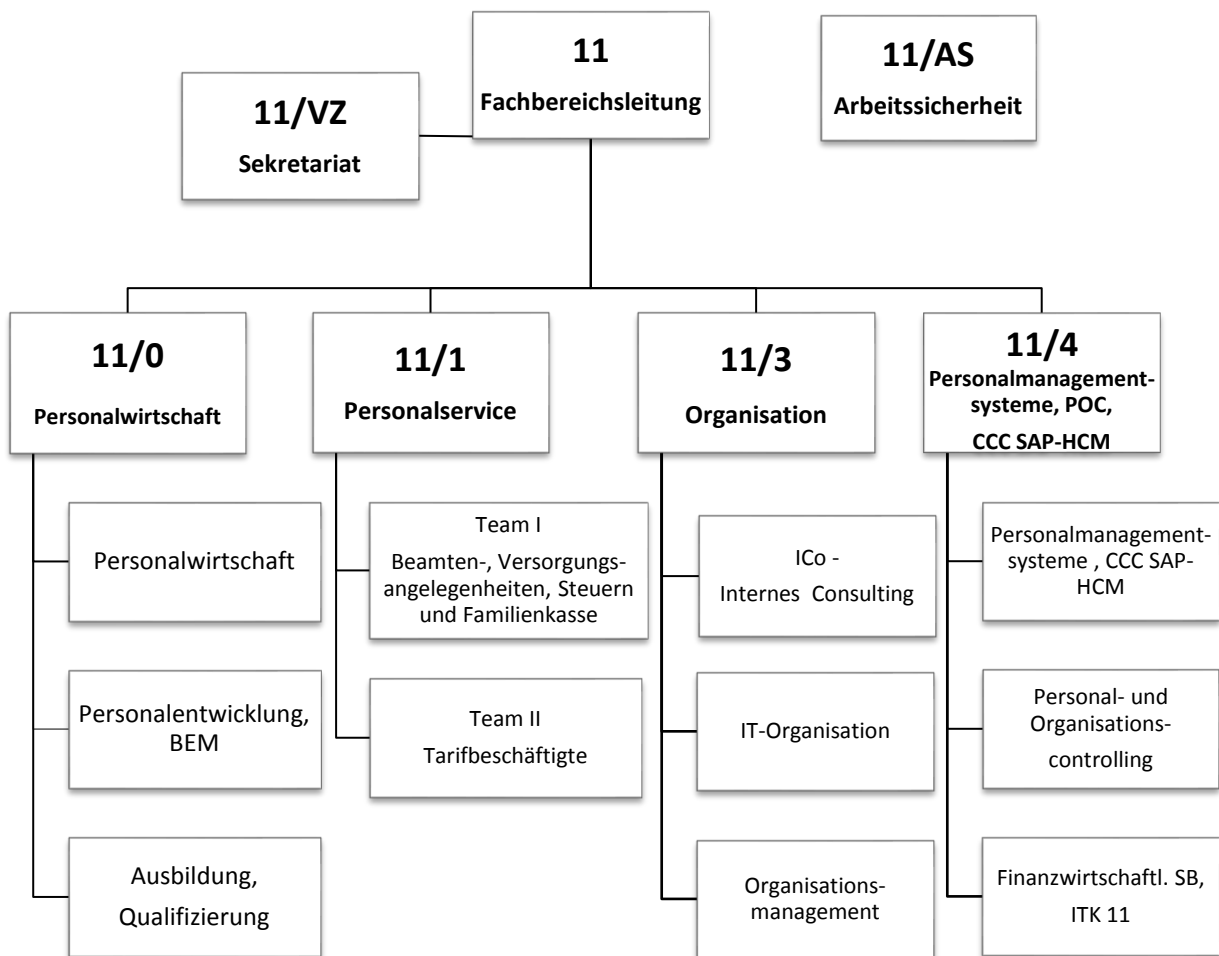 11
Fachbereichsleitung
11/AS
Arbeitssicherheit
11/VZ
Sekretariat
11/0
Personalwirtschaft
11/1
Personalservice
11/3
Organisation
11/4
Personalmanagement-
systeme, POC,
CCC SAP-HCM
Personalwirtschaft
Personalentwicklung,
BEM
Ausbildung,
Qualifizierung
Team I
Beamten-, Versorgungs-
angelegenheiten, Steuern
und Familienkasse
Team II
Tarifbeschäftigte
ICo -
Internes Consulting
IT-Organisation
Organisations-
management
Personalmanagement-
systeme , CCC SAP-
HCM
Personal- und
Organisations-
controlling
Finanzwirtschaftl. SB,
ITK 11